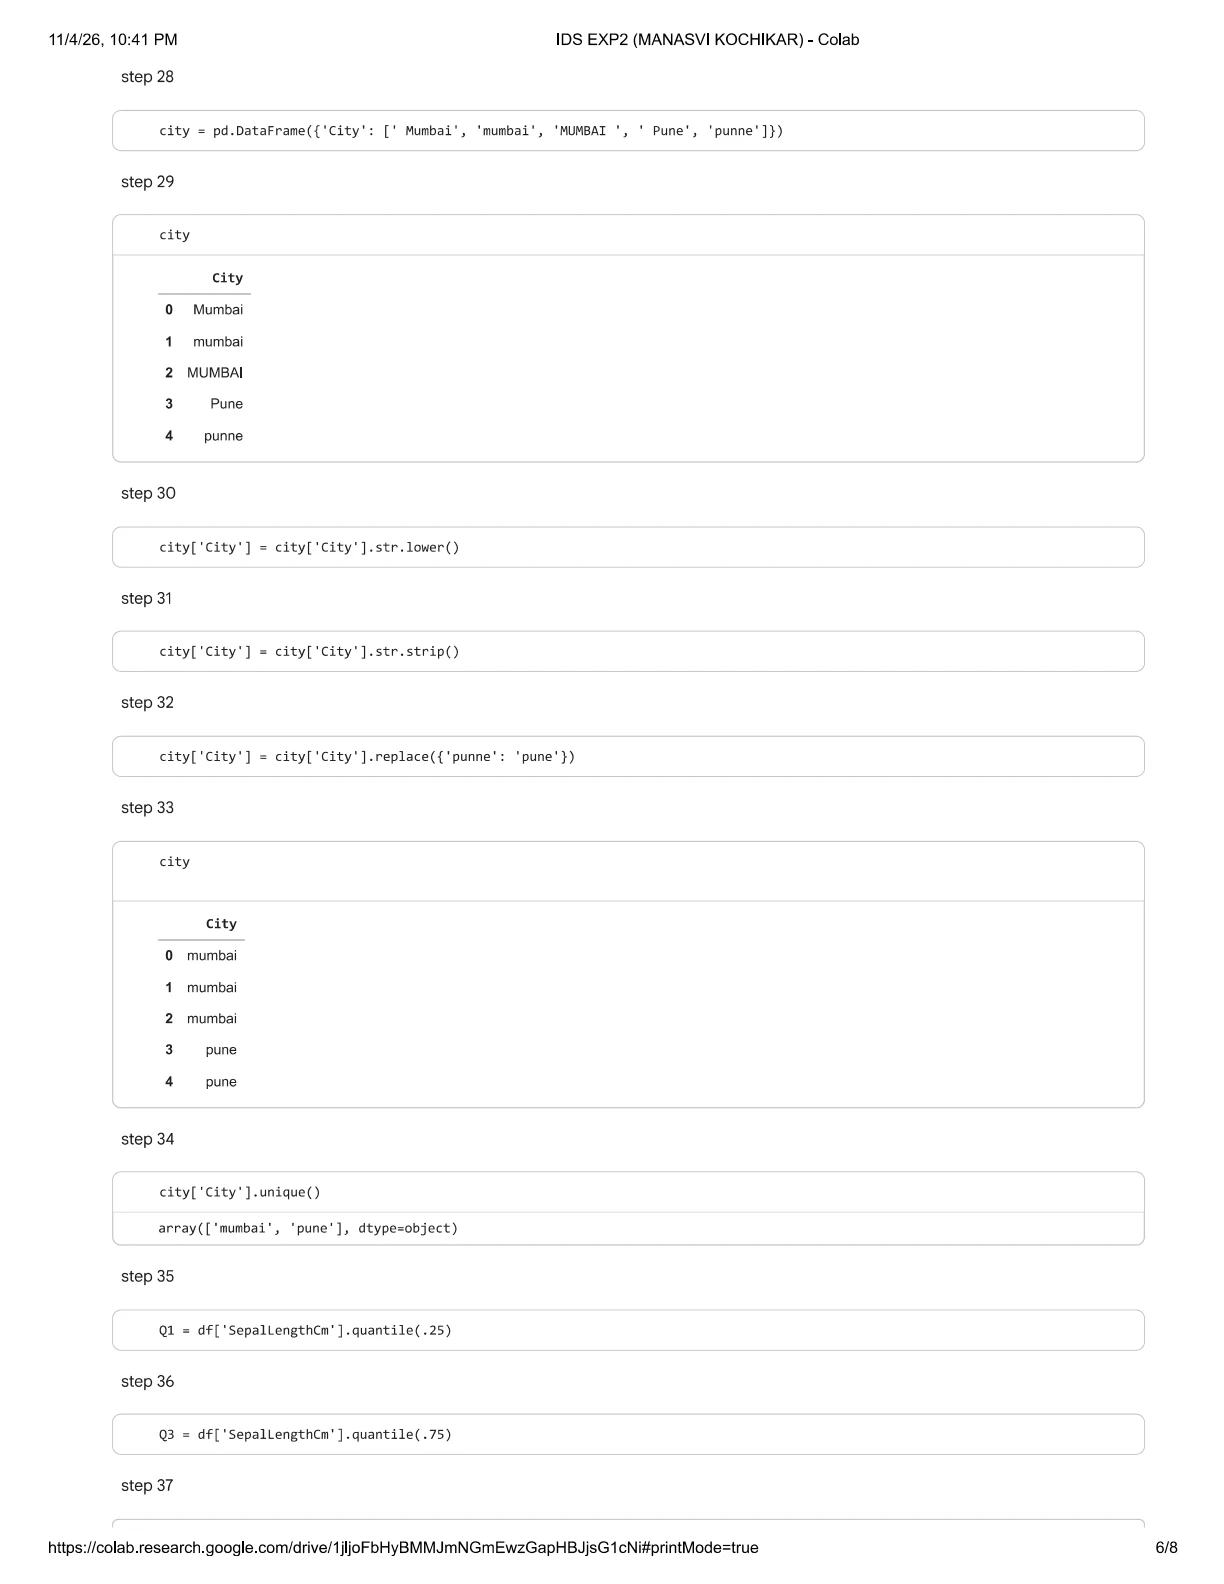 11/4/26, 10:41 PM IDS EXP2 (MANASVI KOCHIKAR) - Colab
step 28
city = pd.DataFrame({'City': [' Mumbai', 'mumbai', 'MUMBAI ', ' Pune', 'punne']})
step 29
city
City
0 Mumbai
1 mumbai
2 MUMBAI
3 Pune
4 punne
step 30
city['City'] = city['City'].str.lower()
step 31
city['City'] = city['City'].str.strip()
step 32
city['City'] = city['City'].replace({'punne': 'pune'})
step 33
city
City
0 mumbai
1 mumbai
2 mumbai
3 pune
4 pune
step 34
city['City'].unique()
array(['mumbai', 'pune'], dtype=object)
step 35
Q1 = df['SepalLengthCm'].quantile(.25)
step 36
Q3 = df['SepalLengthCm'].quantile(.75)
step 37
https://colab.research.google.com/drive/1jljoFbHyBMMJmNGmEwzGapHBJjsG1cNi#printMode=true 6/8